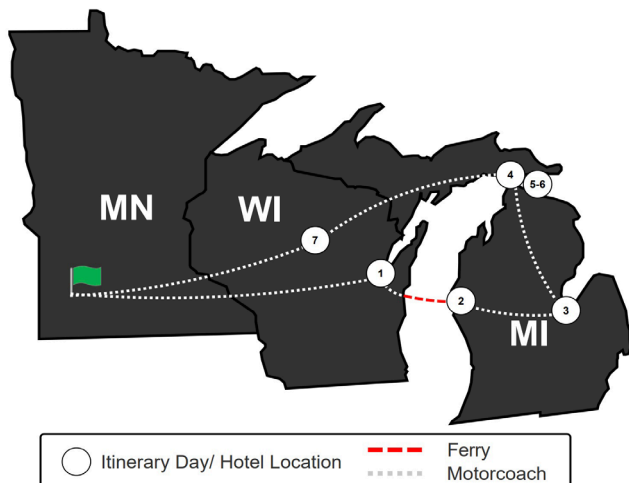 4
5-6
MN
WI
7
1
2
3
MI
Itinerary Day/ Hotel Location
Ferry
Motorcoach